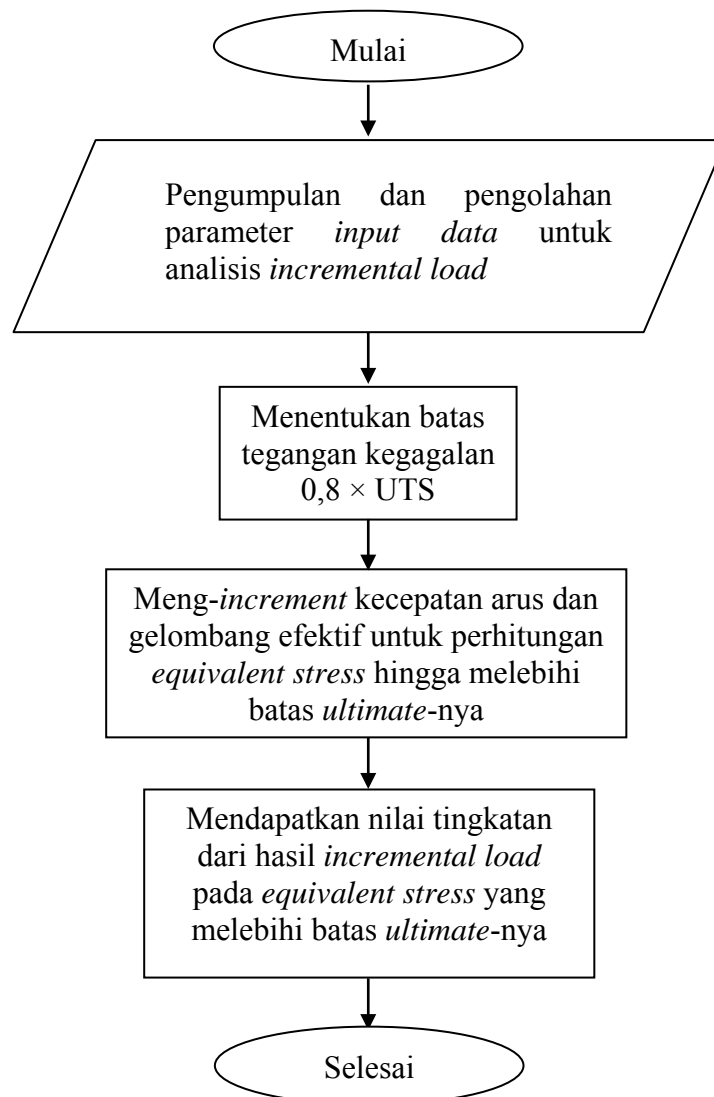 Mulai
Pengumpulan dan pengolahan
parameter input data untuk
analisis incremental load
Menentukan batas
tegangan kegagalan
0,8 × UTS
Meng-increment kecepatan arus dan
gelombang efektif untuk perhitungan
equivalent stress hingga melebihi
batas ultimate-nya
Mendapatkan nilai tingkatan
dari hasil incremental load
pada equivalent stress yang
melebihi batas ultimate-nya
Selesai